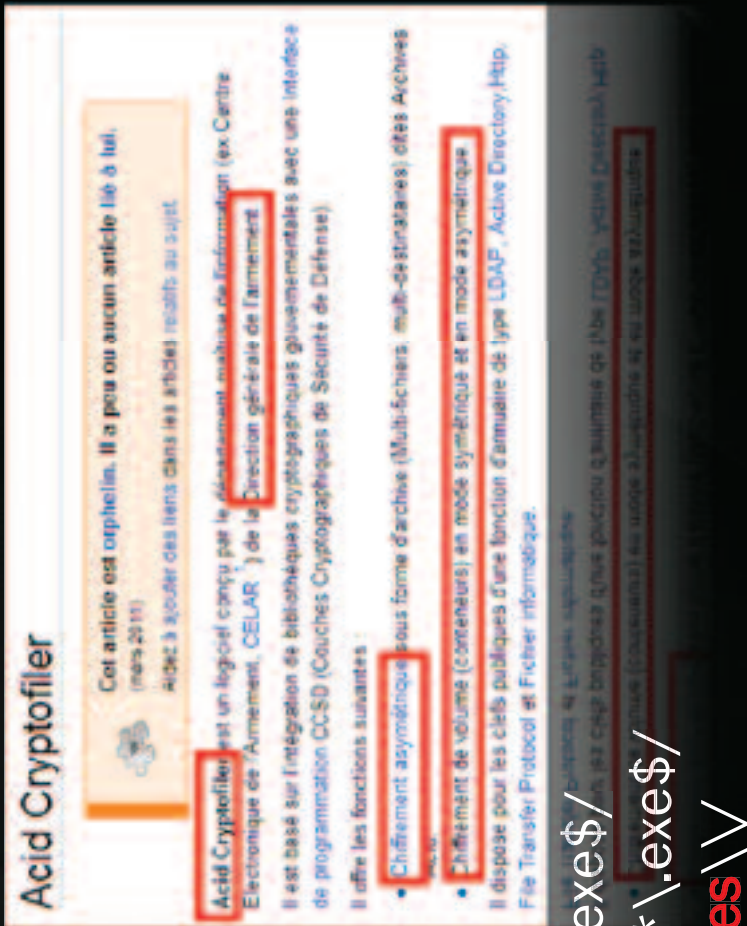 Acid Cryptofiler
Cet article est orphelin. Il a peu ou aucun article lié à lui.
(mars 2011)
Aidez à ajouter des liens dans les articles relatifs au sujet.
Acid Cryptofiler est un logiciel conçu par le département maîtrise de l'information (ex Centre
Électronique de l'Armement, CELAR ) de la Direction générale de l'armement
Il est basé sur l'intégration de bibliothèques cryptographiques gouvernementales avec une Interface
de programmation CCSD (Couches Cryptographiques de Sécurité de Défense).
Il offre les fonctions suivantes :
Chiffrement asymétrique sous forme d'archive (Multi-fichiers, multi-destinataires) dites Archives
Chiffrement de volume (conteneurs) en mode symétrique et en mode asymétrique.
Il dispose pour les clefs publiques d'une fonction d'annuaire de type LDAP, Active Directory, Http,
File Transfer Protocol et Fichier informatique.
exe$/
\.exe$/
es \/